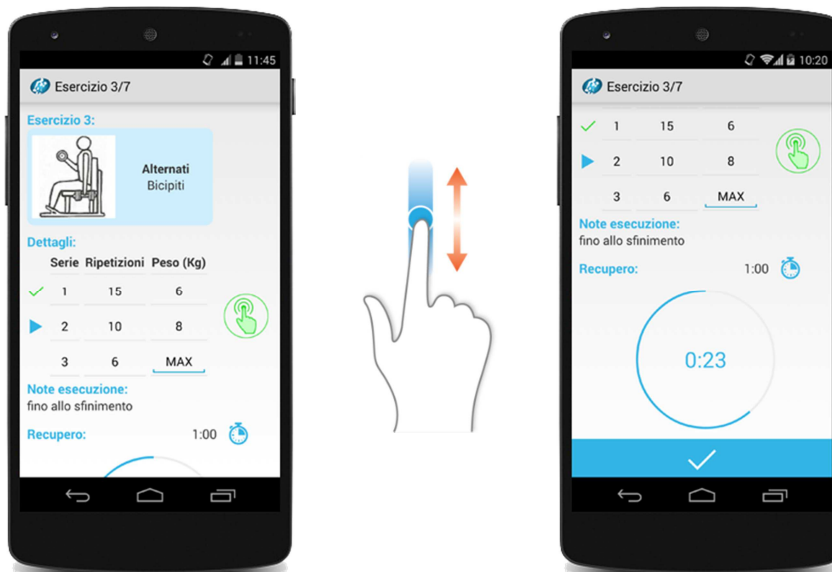 11:45
Esercizio 3/7
Esercizio 3:
Alternati
Bicipiti
Dettagli:
Serie Ripetizioni Peso (Kg)
1 15 6
2 10 8
3 6 MAX
Note esecuzione:
fino allo sfinimento
Recupero: 1:00
10:20
Esercizio 3/7
1 15 6
2 10 8
3 6 MAX
Note esecuzione:
fino allo sfinimento
Recupero: 1:00
0:23